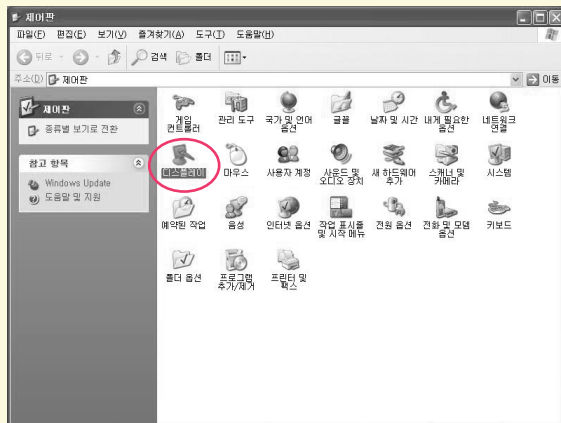 제어판
파일(F) 편집(E) 보기(V) 즐겨찾기(A) 도구(T) 도움말(H)
뒤로 검색 폴더
주소(D) 제어판 이동
제어판
종류별 보기로 전환
참고 항목
Windows Update
도움말 및 지원
게임 컨트롤러
관리 도구
국가 및 언어 옵션
글꼴
날짜 및 시간
내게 필요한 옵션
네트워크 연결
디스플레이
마우스
사용자 계정
사운드 및 오디오 장치
새 하드웨어 추가
스캐너 및 카메라
시스템
예약된 작업
음성
인터넷 옵션
작업 표시줄 및 시작 메뉴
전원 옵션
전화 및 모뎀 옵션
키보드
폴더 옵션
프로그램 추가/제거
프린터 및 팩스